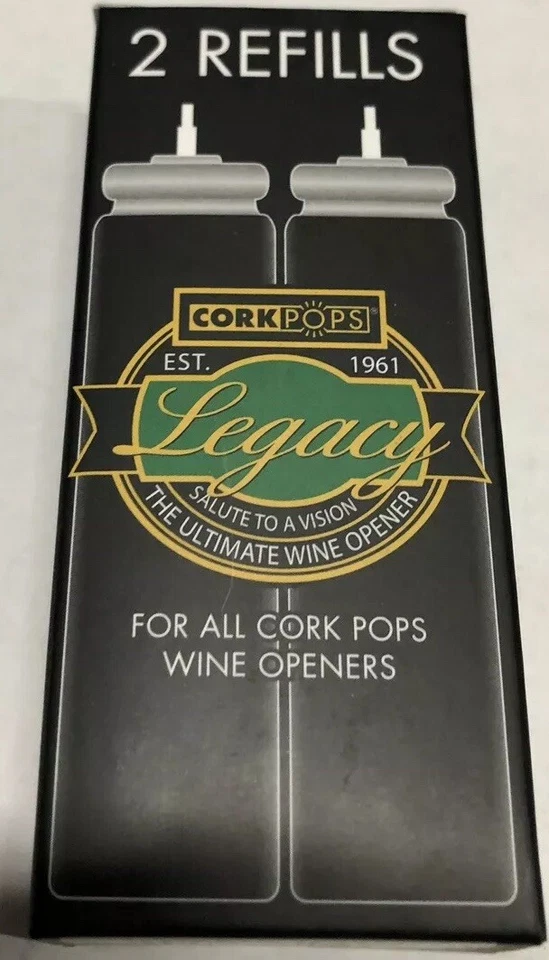 2 REFILLS
CORKPOPS®
EST. 1961
Legacy
SALUTE TO A VISION
THE ULTIMATE WINE OPENER
FOR ALL CORK POPS
WINE OPENERS